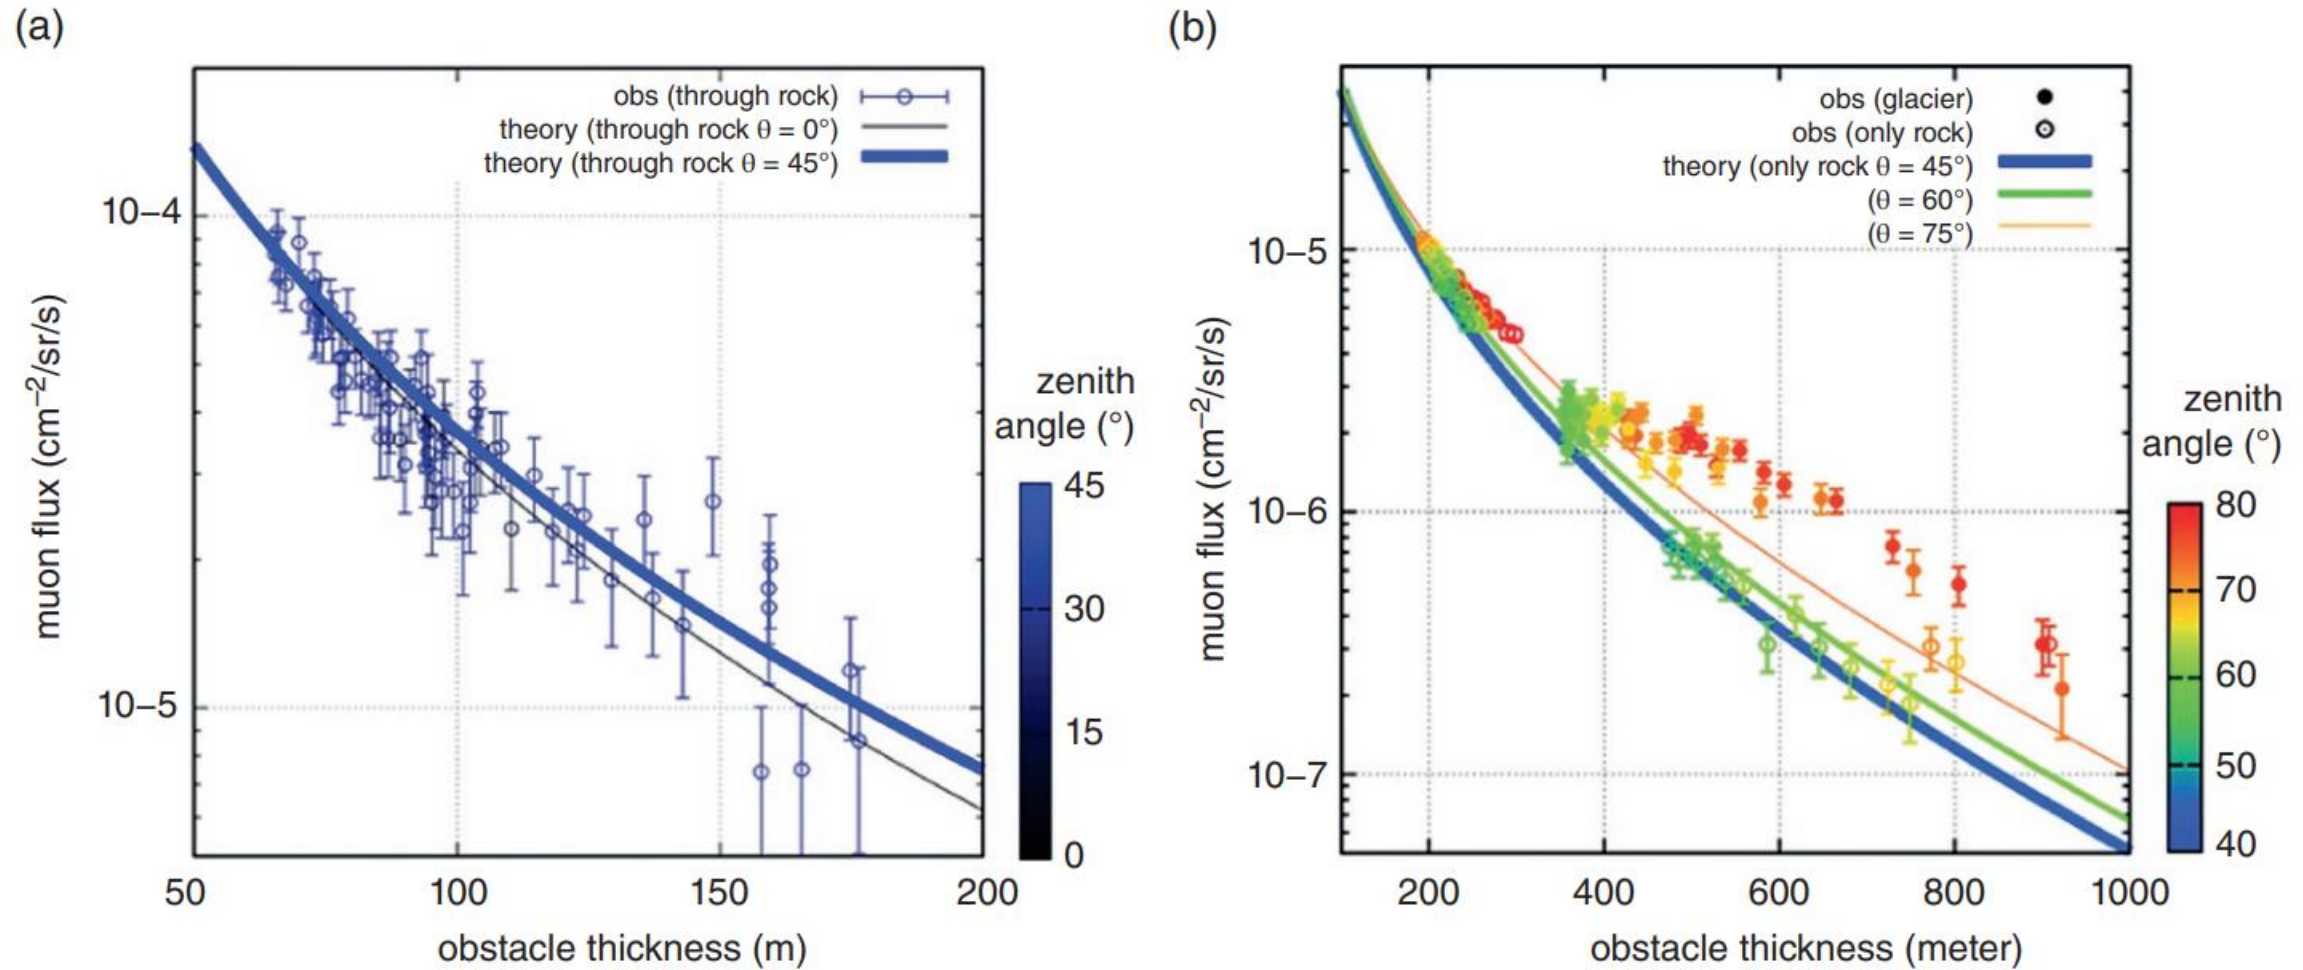 (a)
obs (through rock)
theory (through rock θ = 0°)
theory (through rock θ = 45°)
10−4
10−5
muon flux (cm−2/sr/s)
50
100
150
200
obstacle thickness (m)
zenith
angle (°)
45
30
15
0
(b)
obs (glacier)
obs (only rock)
theory (only rock θ = 45°)
(θ = 60°)
(θ = 75°)
10−5
10−6
10−7
muon flux (cm−2/sr/s)
200
400
600
800
1000
obstacle thickness (meter)
zenith
angle (°)
80
70
60
50
40